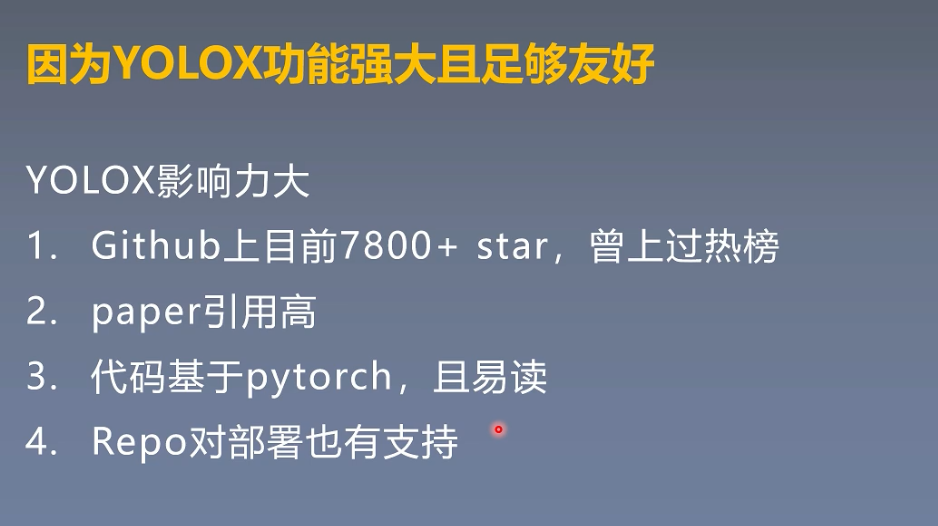 因为YOLOX功能强大且足够友好
YOLOX影响力大
1. Github上目前7800+ star，曾上过热榜
2. paper引用高
3. 代码基于pytorch，且易读
4. Repo对部署也有支持